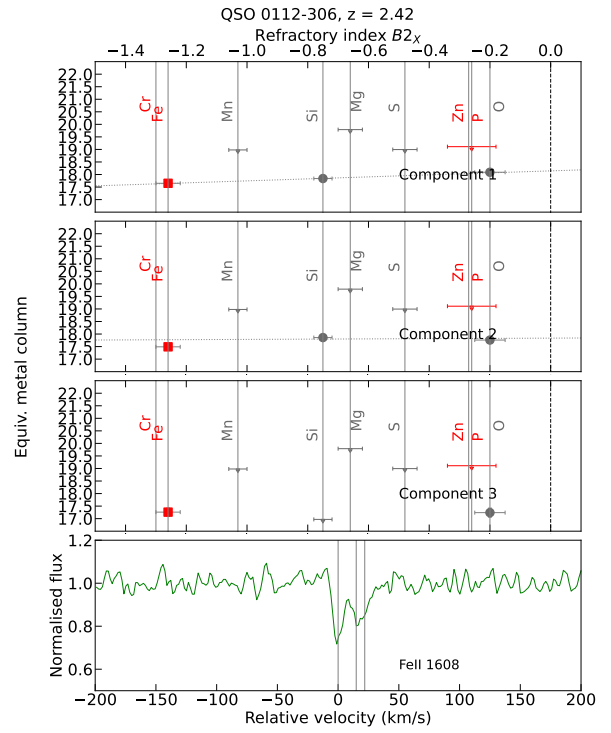 QSO 0112-306, z = 2.42
Refractory index B2X
−1.4 −1.2 −1.0 −0.8 −0.6 −0.4 −0.2 0.0
22.0
21.5
21.0
20.5
20.0
19.5
19.0
18.5
18.0
17.5
17.0
Cr Fe Mn Si Mg S Zn P O
Component 1
22.0
21.5
21.0
20.5
20.0
19.5
19.0
18.5
18.0
17.5
17.0
Cr Fe Mn Si Mg S Zn P O
Component 2
Equiv. metal column
22.0
21.5
21.0
20.5
20.0
19.5
19.0
18.5
18.0
17.5
17.0
Cr Fe Mn Si Mg S Zn P O
Component 3
Normalised flux
1.2
1.0
0.8
0.6
FeII 1608
−200 −150 −100 −50 0 50 100 150 200
Relative velocity (km/s)